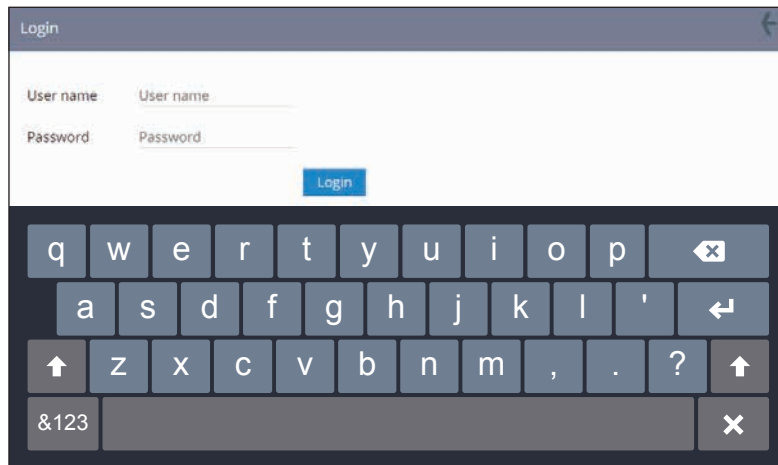 Login
User name User name
Password Password
Login
q w e r t y u i o p
a s d f g h j k l '
z x c v b n m , . ?
&123